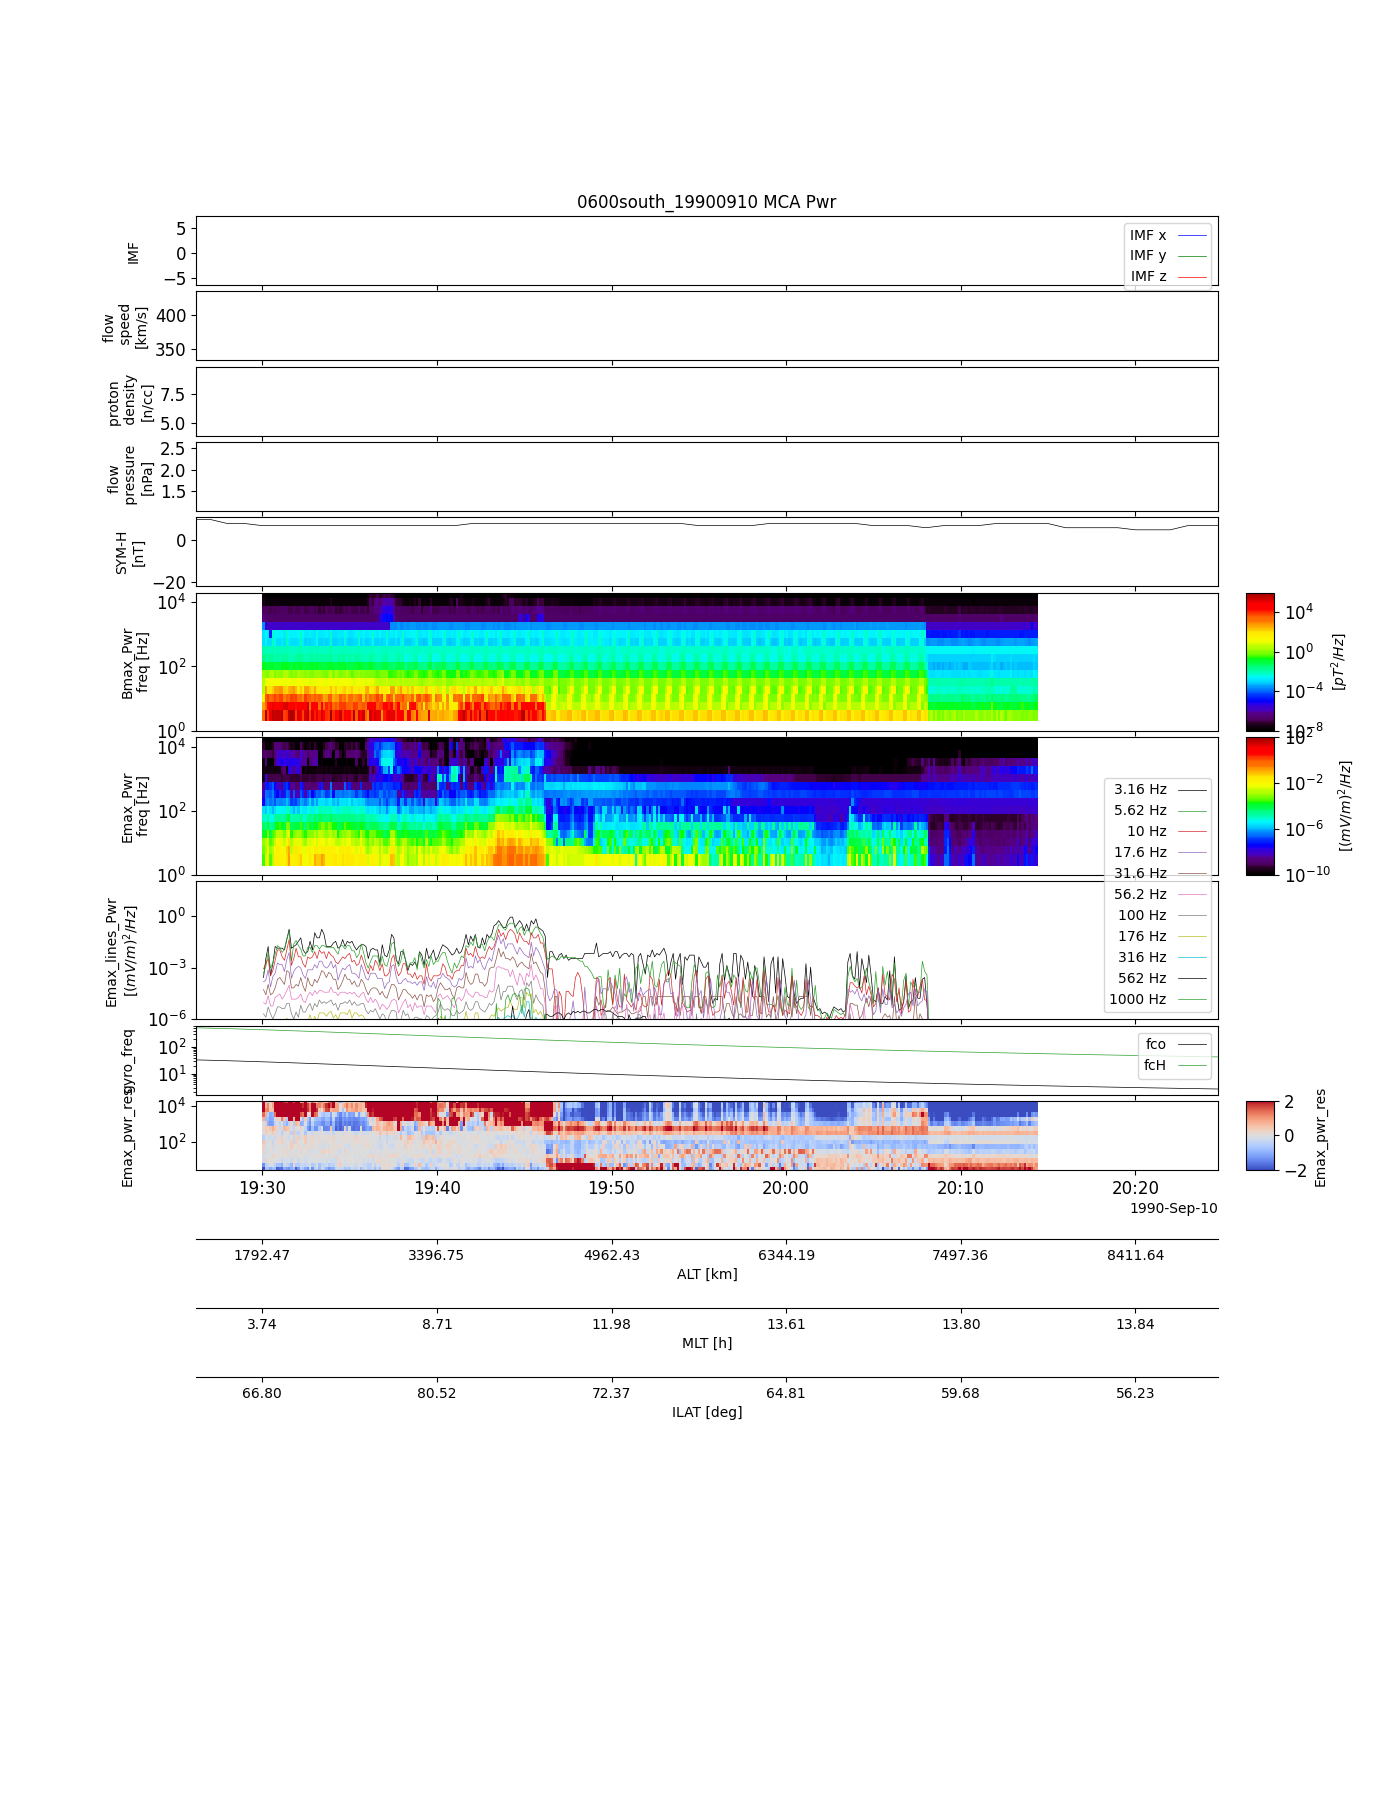 0600south_19900910 MCA Pwr
IMF
5
0
−5
IMF x
IMF y
IMF z
flow
speed
[km/s]
400
350
proton
density
[n/cc]
7.5
5.0
flow
pressure
[nPa]
2.5
2.0
1.5
SYM-H
[nT]
0
−20
Bmax_Pwr
freq [Hz]
10^4
10^2
10^0
10^4
10^0
10^−4
10^−8
[pT^2/Hz]
Emax_Pwr
freq [Hz]
10^4
10^2
10^0
10^2
10^−2
10^−6
10^−10
[(mV/m)^2/Hz]
3.16 Hz
5.62 Hz
10 Hz
17.6 Hz
31.6 Hz
56.2 Hz
100 Hz
176 Hz
316 Hz
562 Hz
1000 Hz
Emax_lines_Pwr
[(mV/m)^2/Hz]
10^0
10^−3
10^−6
gyro_freq
10^2
10^1
fco
fcH
Emax_pwr_res
10^4
10^2
2
0
−2
Emax_pwr_res
19:30 19:40 19:50 20:00 20:10 20:20
1990-Sep-10
1792.47 3396.75 4962.43 6344.19 7497.36 8411.64
ALT [km]
3.74 8.71 11.98 13.61 13.80 13.84
MLT [h]
66.80 80.52 72.37 64.81 59.68 56.23
ILAT [deg]